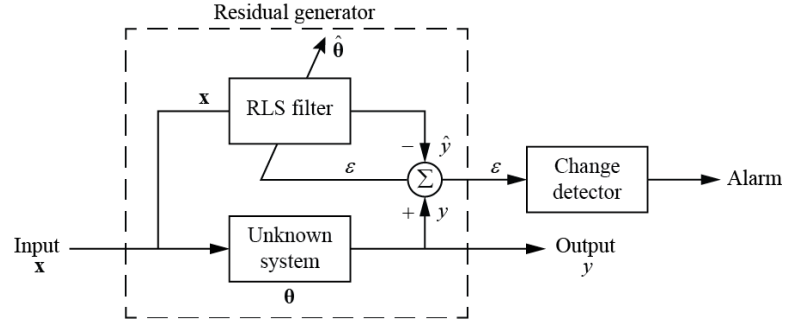 Residual generator
θ̂
x
RLS filter
− ŷ
ε
ε
Change
detector
Alarm
Σ
+ y
Input
x
Unknown
system
θ
Output
y